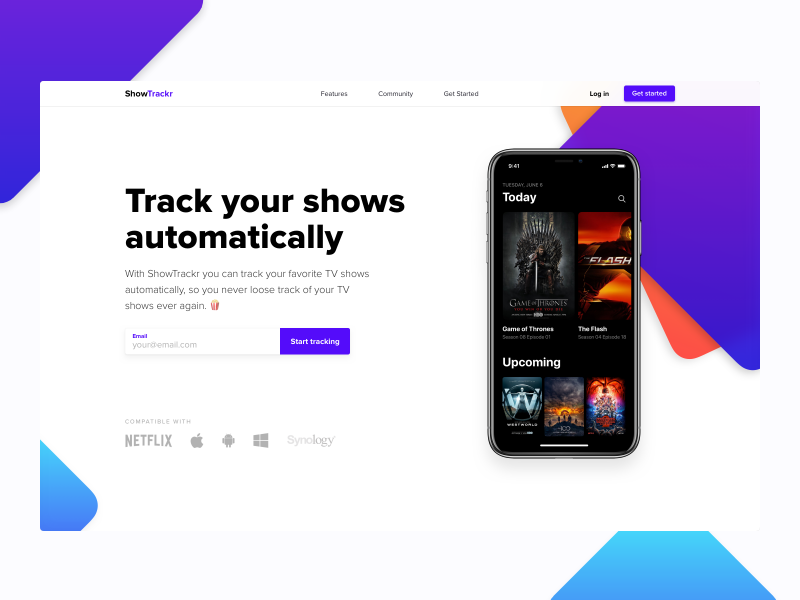 ShowTrackr
Features
Community
Get Started
Log in
Get started
Track your shows
automatically
With ShowTrackr you can track your favorite TV shows
automatically, so you never loose track of your TV
shows ever again. 🍿
Email
your@email.com
Start tracking
COMPATIBLE WITH
NETFLIX
Synology
9:41
TUESDAY, JUNE 6
Today
GAME OF THRONES
THE FLASH
Game of Thrones
Season 08 Episode 01
The Flash
Season 04 Episode 18
Upcoming
WESTWORLD